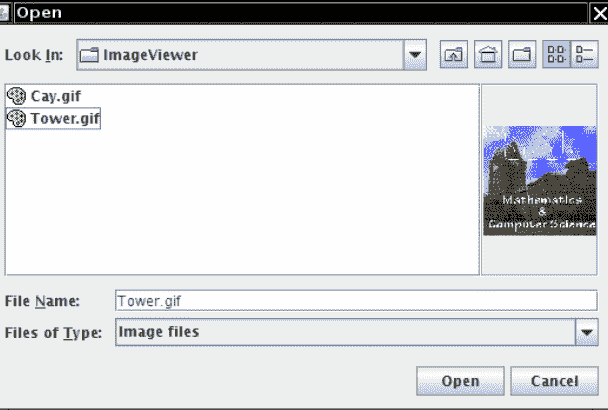 Open
Look In: ImageViewer
Cay.gif
Tower.gif
Mathematics
&
Computer Science
File Name: Tower.gif
Files of Type: Image files
Open Cancel